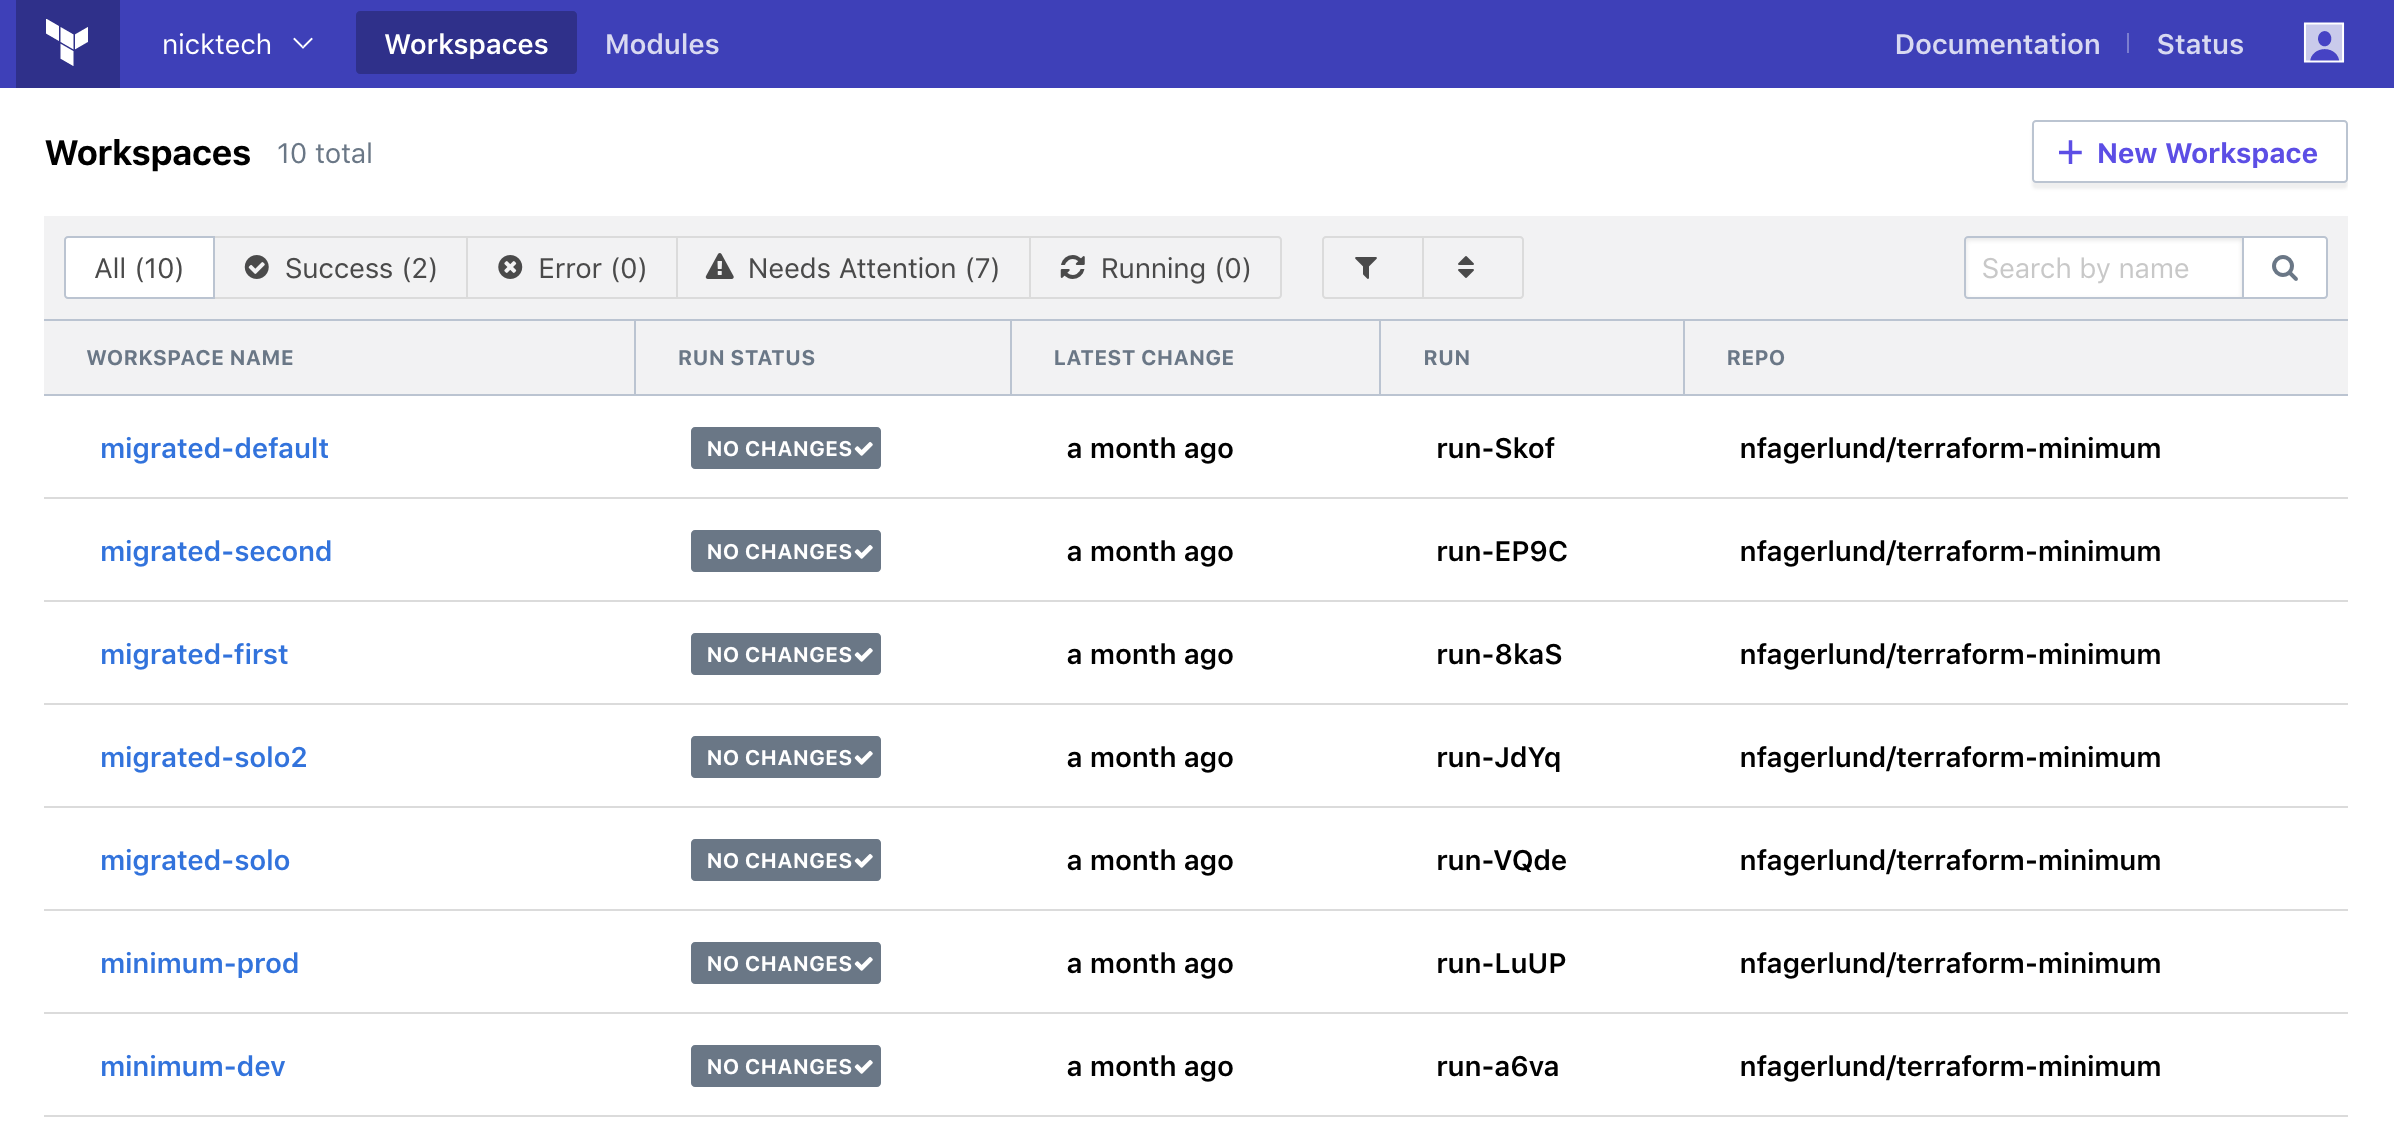 nicktech Workspaces Modules Documentation Status
Workspaces 10 total + New Workspace
All (10) Success (2) Error (0) Needs Attention (7) Running (0) Search by name
WORKSPACE NAME RUN STATUS LATEST CHANGE RUN REPO
migrated-default NO CHANGES a month ago run-Skof nfagerlund/terraform-minimum
migrated-second NO CHANGES a month ago run-EP9C nfagerlund/terraform-minimum
migrated-first NO CHANGES a month ago run-8kaS nfagerlund/terraform-minimum
migrated-solo2 NO CHANGES a month ago run-JdYq nfagerlund/terraform-minimum
migrated-solo NO CHANGES a month ago run-VQde nfagerlund/terraform-minimum
minimum-prod NO CHANGES a month ago run-LuUP nfagerlund/terraform-minimum
minimum-dev NO CHANGES a month ago run-a6va nfagerlund/terraform-minimum